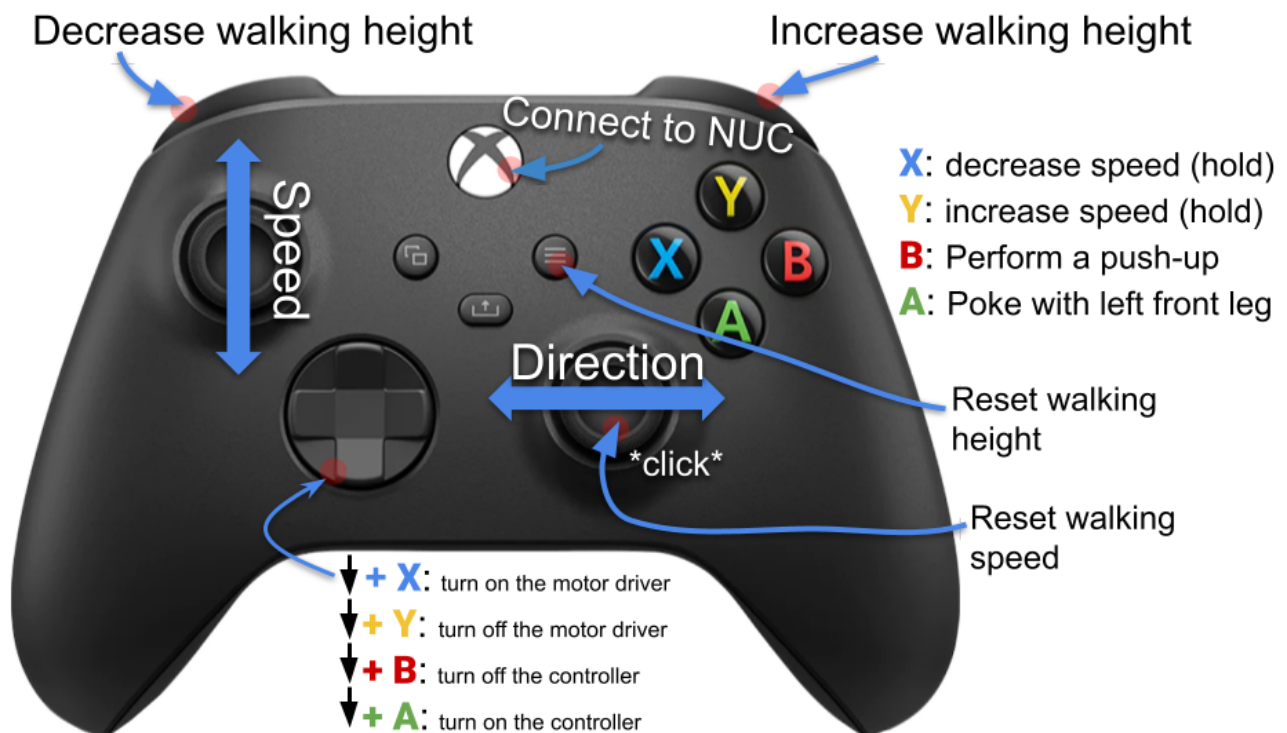 Decrease walking height
Increase walking height
Connect to NUC
Speed
Y
X
B
A
X: decrease speed (hold)
Y: increase speed (hold)
B: Perform a push-up
A: Poke with left front leg
Direction
*click*
Reset walking
height
Reset walking
speed
+ X: turn on the motor driver
+ Y: turn off the motor driver
+ B: turn off the controller
+ A: turn on the controller